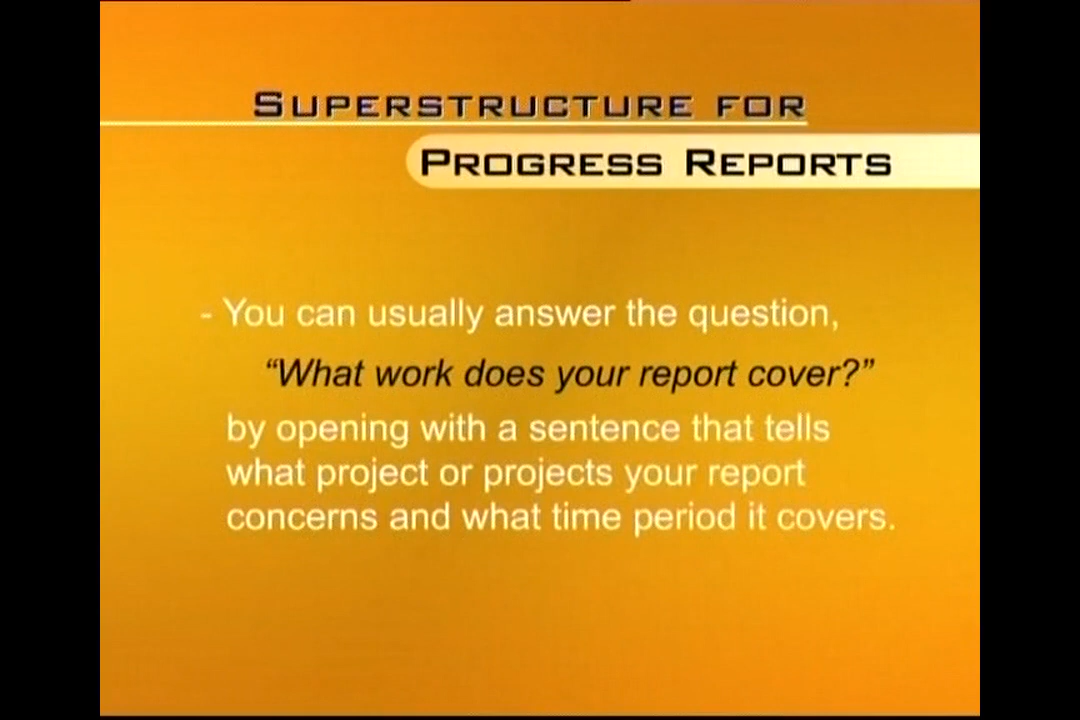 SUPERSTRUCTURE FOR
PROGRESS REPORTS
- You can usually answer the question,
“What work does your report cover?”
by opening with a sentence that tells
what project or projects your report
concerns and what time period it covers.